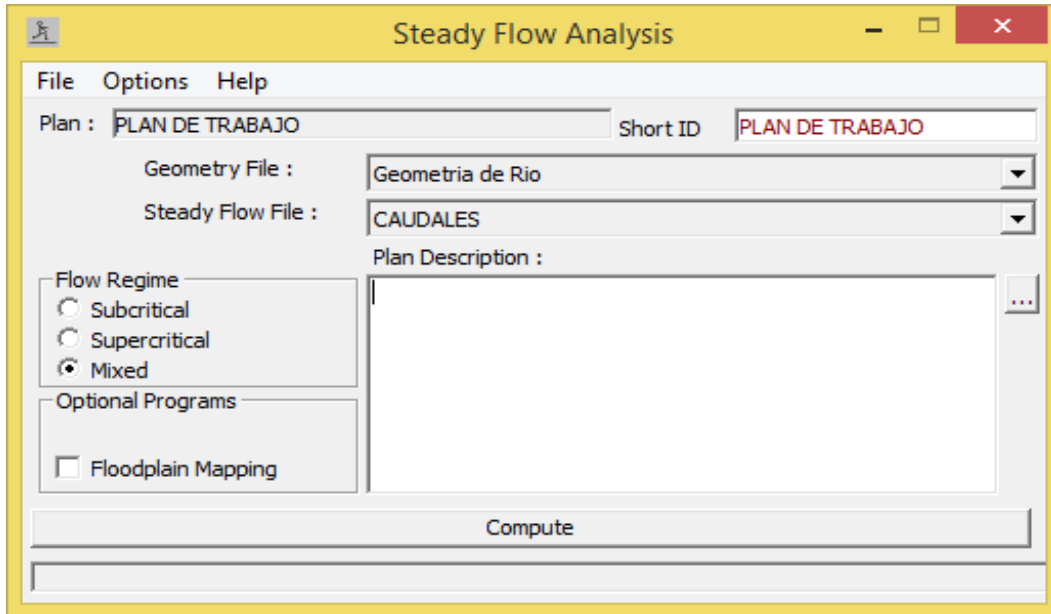 Steady Flow Analysis
File Options Help
Plan : PLAN DE TRABAJO Short ID PLAN DE TRABAJO
Geometry File : Geometria de Rio
Steady Flow File : CAUDALES
Plan Description :
Flow Regime
Subcritical
Supercritical
Mixed
Optional Programs
Floodplain Mapping
...
Compute